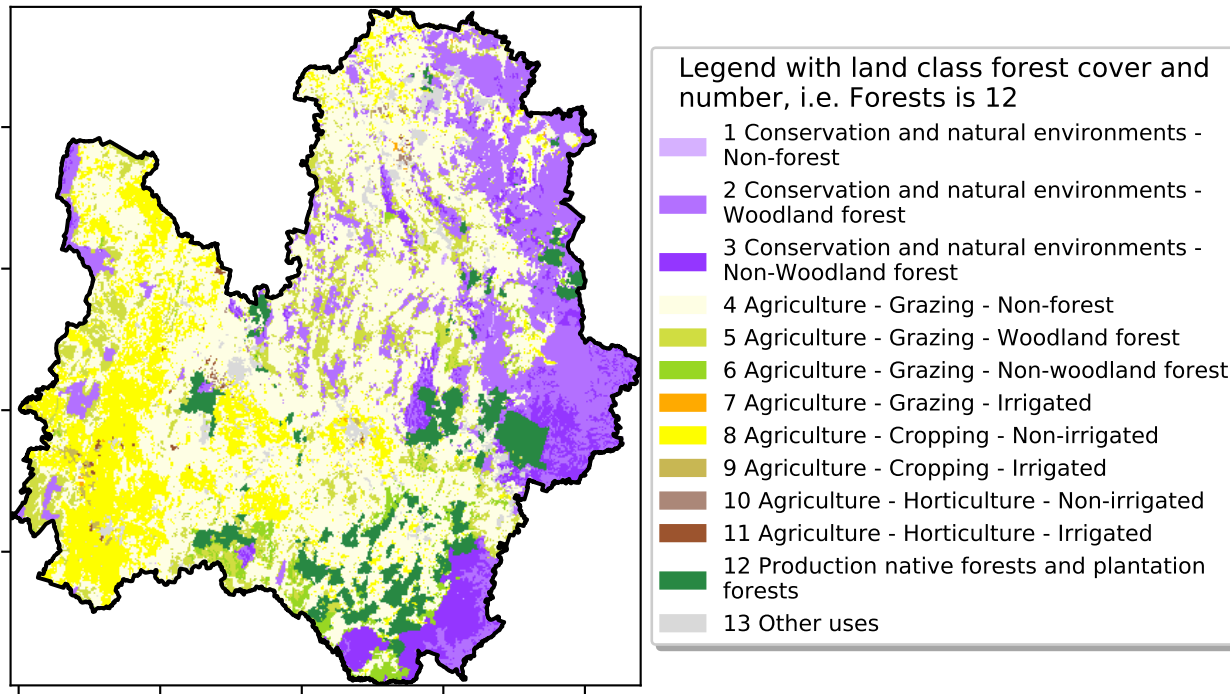 Legend with land class forest cover and
number, i.e. Forests is 12
1 Conservation and natural environments -
Non-forest
2 Conservation and natural environments -
Woodland forest
3 Conservation and natural environments -
Non-Woodland forest
4 Agriculture - Grazing - Non-forest
5 Agriculture - Grazing - Woodland forest
6 Agriculture - Grazing - Non-woodland forest
7 Agriculture - Grazing - Irrigated
8 Agriculture - Cropping - Non-irrigated
9 Agriculture - Cropping - Irrigated
10 Agriculture - Horticulture - Non-irrigated
11 Agriculture - Horticulture - Irrigated
12 Production native forests and plantation
forests
13 Other uses